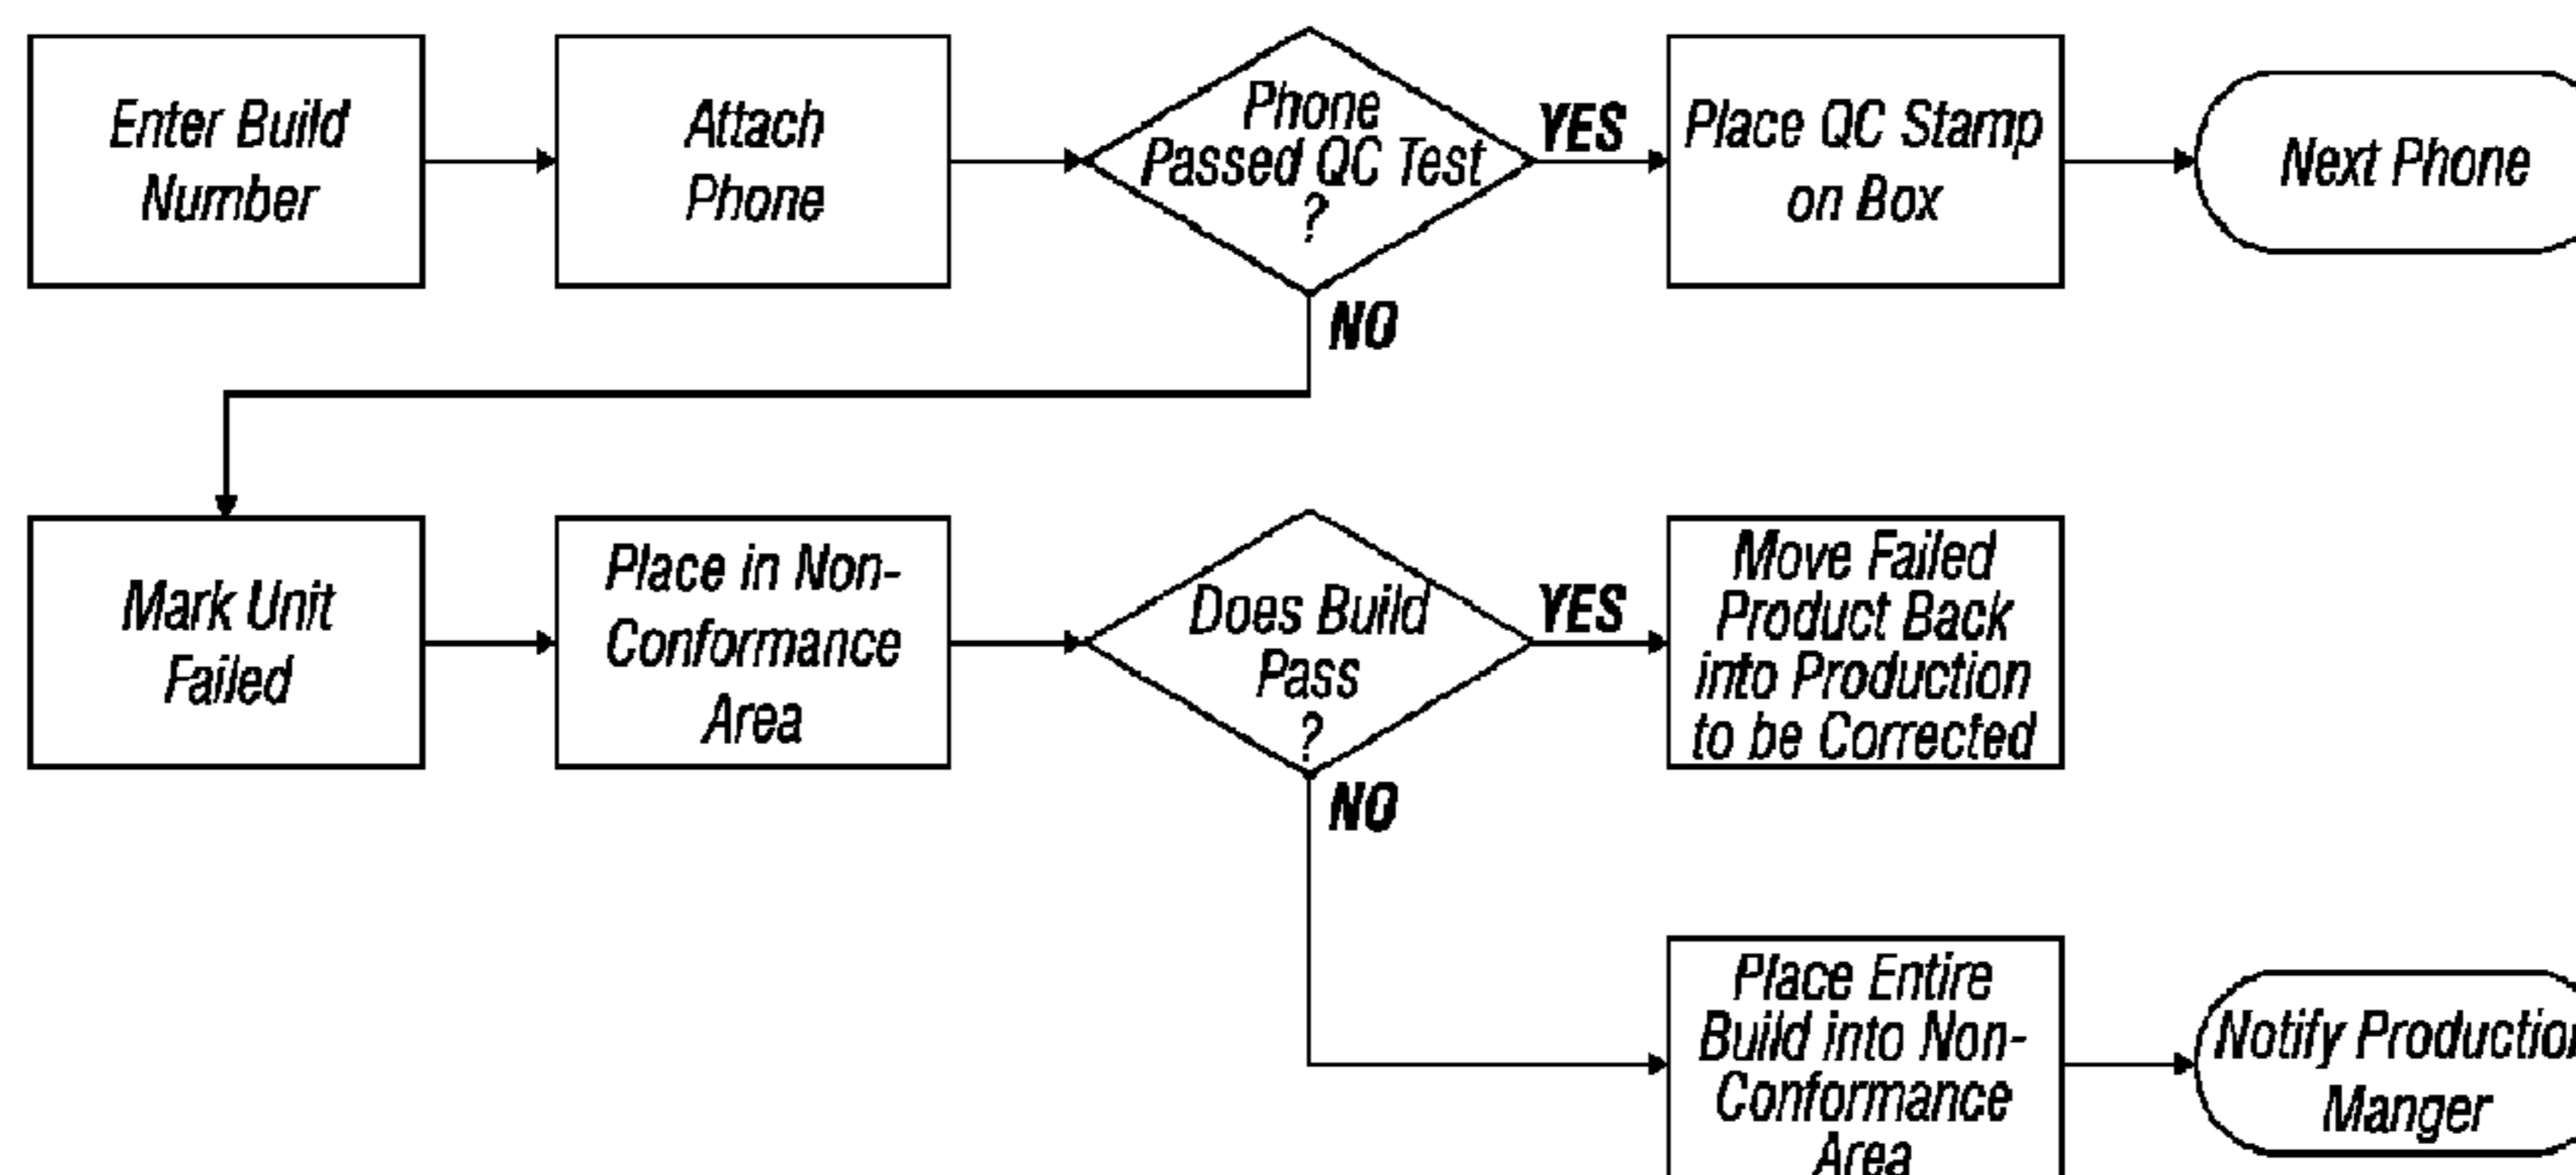 Enter Build
Number
Attach
Phone
Phone
Passed QC Test
?
YES
Place QC Stamp
on Box
Next Phone
NO
Mark Unit
Failed
Place in Non-
Conformance
Area
Does Build
Pass
?
YES
Move Failed
Product Back
into Production
to be Corrected
NO
Place Entire
Build into Non-
Conformance
Area
Notify Production
Manger